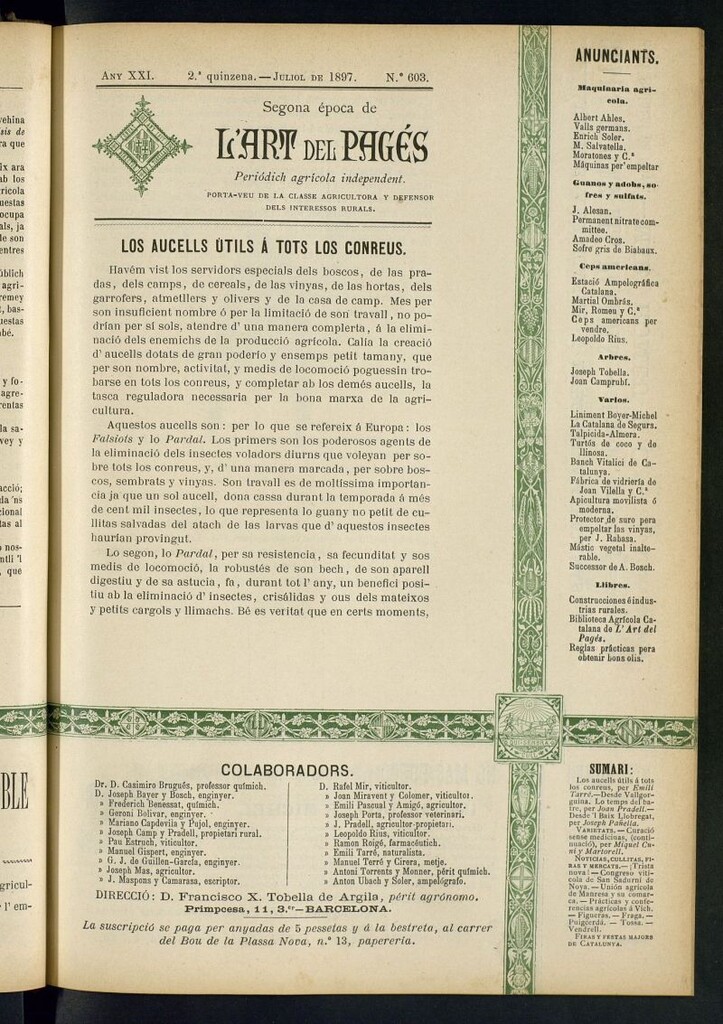 ANY XXI.
2.ª quinzena.—JULIOL DE 1897.
N.º 603.
Segona época de
L'ART DEL PAGÉS
Periódich agrícola independent.
PORTA-VEU DE LA CLASSE AGRICULTORA Y DEFENSOR
DELS INTERESSOS RURALS.
LOS AUCELLS ÚTILS Á TOTS LOS CONREUS.
Havém vist los servidors especials dels boscos, de las pra-
das, dels camps, de cereals, de las vinyas, de las hortas, dels
garrofers, atmetllers y olivers y de la casa de camp. Mes per
son insuficient nombre ó per la limitació de son travall, no po-
drían per sí sols, atendre d' una manera complerta, á la elimi-
nació dels enemichs de la producció agrícola. Calía la creació
d' aucells dotats de gran poderío y ensemps petit tamany, que
per son nombre, activitat, y medis de locomoció poguessin tro-
barse en tots los conreus, y completar ab los demés aucells, la
tasca reguladora necessaria per la bona marxa de la agri-
cultura.
Aquestos aucells son: per lo que se refereix á Europa: los
Falsiots y lo Pardal. Los primers son los poderosos agents de
la eliminació dels insectes voladors diurns que voleyan per so-
bre tots los conreus, y, d' una manera marcada, per sobre bos-
cos, sembrats y vinyas. Son travall es de moltíssima importan-
cia ja que un sol aucell, dona cassa durant la temporada á més
de cent mil insectes, lo que representa lo guany no petit de cu-
llitas salvadas del atach de las larvas que d' aquestos insectes
haurían provingut.
Lo segon, lo Pardal, per sa resistencia, sa fecunditat y sos
medis de locomoció, la robustés de son bech, de son aparell
digestiu y de sa astucia, fa, durant tot l' any, un benefici posi-
tiu ab la eliminació d' insectes, crisálidas y ous dels mateixos
y petits cargols y llimachs. Bé es veritat que en certs moments,
ANUNCIANTS.
Maquinaria agrí-
cola.
Albert Ahles.
Valls germans.
Enrich Soler.
M. Salvatella.
Moratones y C.ª
Máquinas per'empeltar
Guanos y adobs, so-
fres y sulfats.
J. Alesan.
Permanent nitrate com-
mittee.
Amadeo Cros.
Sofre gris de Biabaux.
Ceps americans.
Estació Ampelográfica
Catalana.
Martial Ombrás.
Mir, Romeu y C.ª
Ceps americans per
vendre.
Leopoldo Rius.
Arbres.
Joseph Tobella.
Joan Camprubí.
Varios.
Liniment Boyer-Michel
La Catalana de Segurs.
Talpicida-Almera.
Turtós de coco y de
llinosa.
Banch Vitalici de Ca-
talunya.
Fábrica de vidriería de
Joan Vilella y C.ª
Apicultura movilista ó
moderna.
Protector de suro pera
empeltar las vinyas,
per J. Rabasa.
Mástic vegetal inalte-
rable.
Successor de A. Bosch.
Llibres.
Construcciones é indus-
trias rurales.
Biblioteca Agrícola Ca-
talana de L'Art del
Pagés.
Reglas prácticas pera
obtenir bons olis.
COLABORADORS.
Dr. D. Casimiro Brugués, professor químich.
D. Joseph Bayer y Bosch, enginyer.
» Frederich Benessat, químich.
» Geroni Bolivar, enginyer.
» Mariano Capdevila y Pujol, enginyer.
» Joseph Camp y Pradell, propietari rural.
» Pau Estruch, viticultor.
» Manuel Gispert, enginyer.
» G. J. de Guillen-García, enginyer.
» Joseph Mas, agricultor.
» J. Maspons y Camarasa, escriptor.
D. Rafel Mir, viticultor.
» Joan Miravent y Colomer, viticultor.
» Emili Pascual y Amigó, agricultor.
» Joseph Porta, professor veterinari.
» J. Pradell, agricultor-propietari.
» Leopoldo Rius, viticultor.
» Ramon Roigé, farmacéutich.
» Emili Tarré, naturalista.
» Manuel Terré y Cirera, metje.
» Antoni Torrents y Monner, périt químich.
» Anton Ubach y Soler, ampelógrafo.
DIRECCIÓ: D. Francisco X. Tobella de Argila, périt agrónomo.
Primpcesa, 11, 3.er—BARCELONA.
La suscripció se paga per anyadas de 5 pessetas y á la bestreta, al carrer
del Bou de la Plassa Nova, n.º 13, papereria.
SUMARI:
Los aucells útils á tots
los conreus, per Emili
Tarré.—Desde Vallgor-
guina. Lo temps del ba-
tre, per Joan Pradell.—
Desde 'l Baix Llobregat,
per Joseph Pañella.
VARIETATS.—Curació
sense medicinas, (conti-
nuació), per Miquel Cu-
ní y Martorell.
NOTICIAS, CULLITAS, FI-
RAS Y MERCATS.—¡Trista
nova!—Congreso vití-
cola de San Sadurní de
Noya.—Unión agrícola
de Manresa y sa comar-
ca.—Prácticas y confe-
rencias agrícolas á Vich.
—Figueras,—Fraga.—
Puigcerdá.—Tossa.—
Vendrell.
FIRAS Y FESTAS MAJORS
DE CATALUNYA.